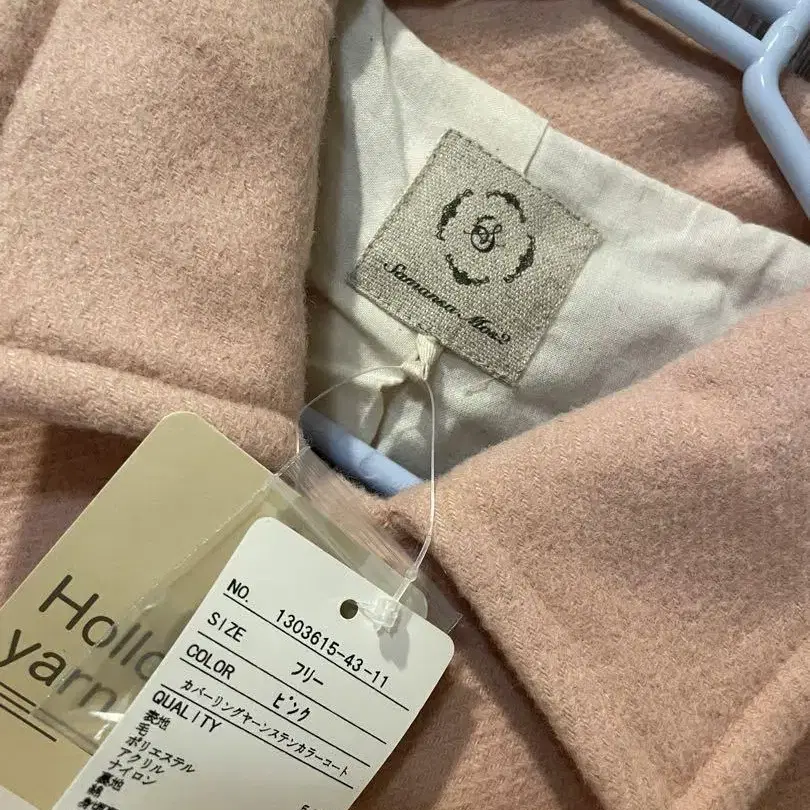 S
Samansa Mos2
Hollo
yarn
NO. 1303615-43-11
SIZE フリー
COLOR ピンク
カバーリングヤーンステンカラーコート
QUALITY
表地
毛
ポリエステル
アクリル
ナイロン
裏地
綿